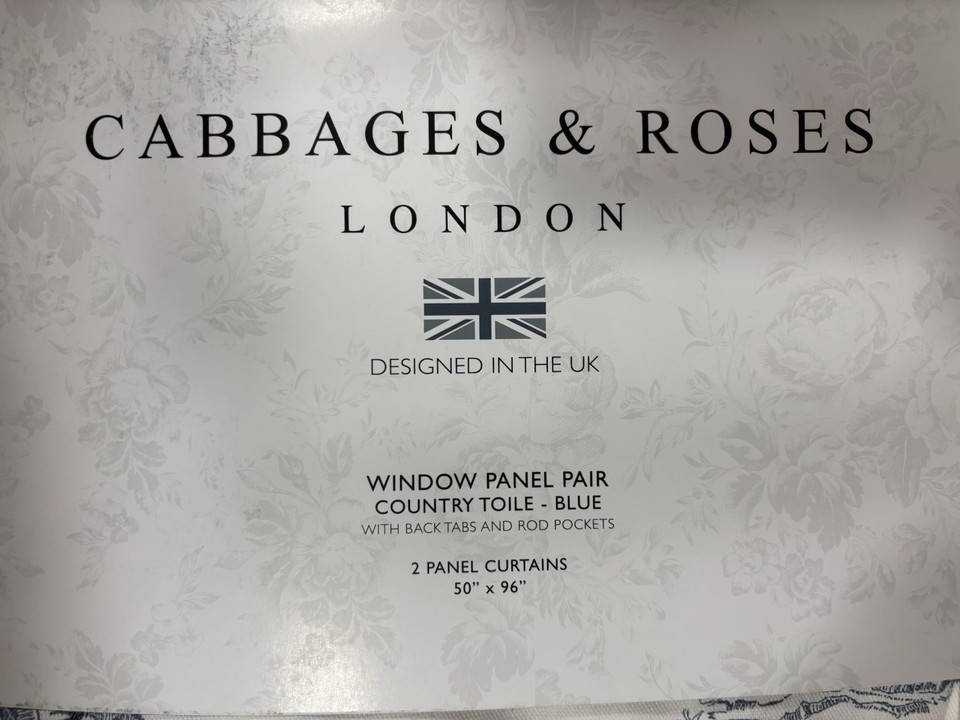 CABBAGES & ROSES
LONDON
DESIGNED IN THE UK
WINDOW PANEL PAIR
COUNTRY TOILE - BLUE
WITH BACK TABS AND ROD POCKETS
2 PANEL CURTAINS
50” x 96”